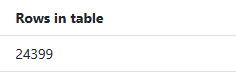 Rows in table
24399